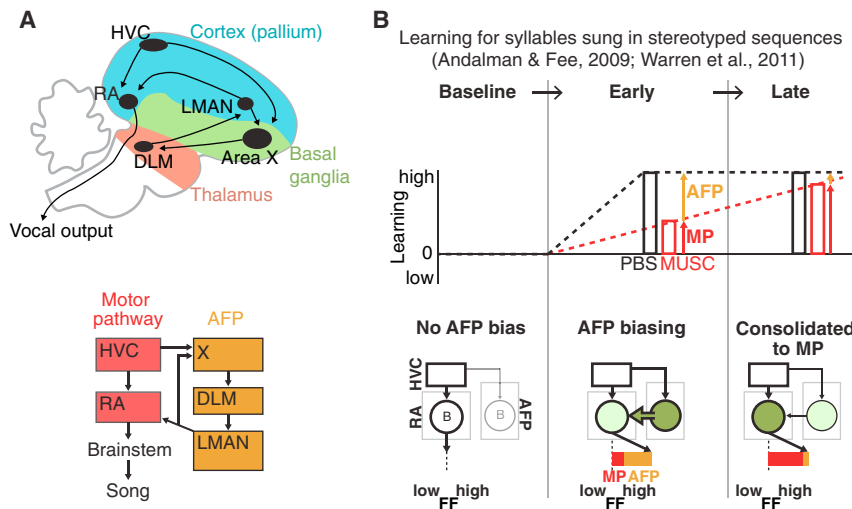 A
HVC
Cortex (pallium)
RA
LMAN
DLM
Area X
Basal
ganglia
Thalamus
Vocal output
Motor
pathway
AFP
HVC
X
RA
DLM
LMAN
Brainstem
Song
B
Learning for syllables sung in stereotyped sequences
(Andalman & Fee, 2009; Warren et al., 2011)
Baseline
Early
Late
Learning
high
0
low
AFP
MP
PBS
MUSC
No AFP bias
AFP biasing
Consolidated
to MP
HVC
RA
B
B
AFP
MP
AFP
low
high
FF
low
high
FF
low
high
FF